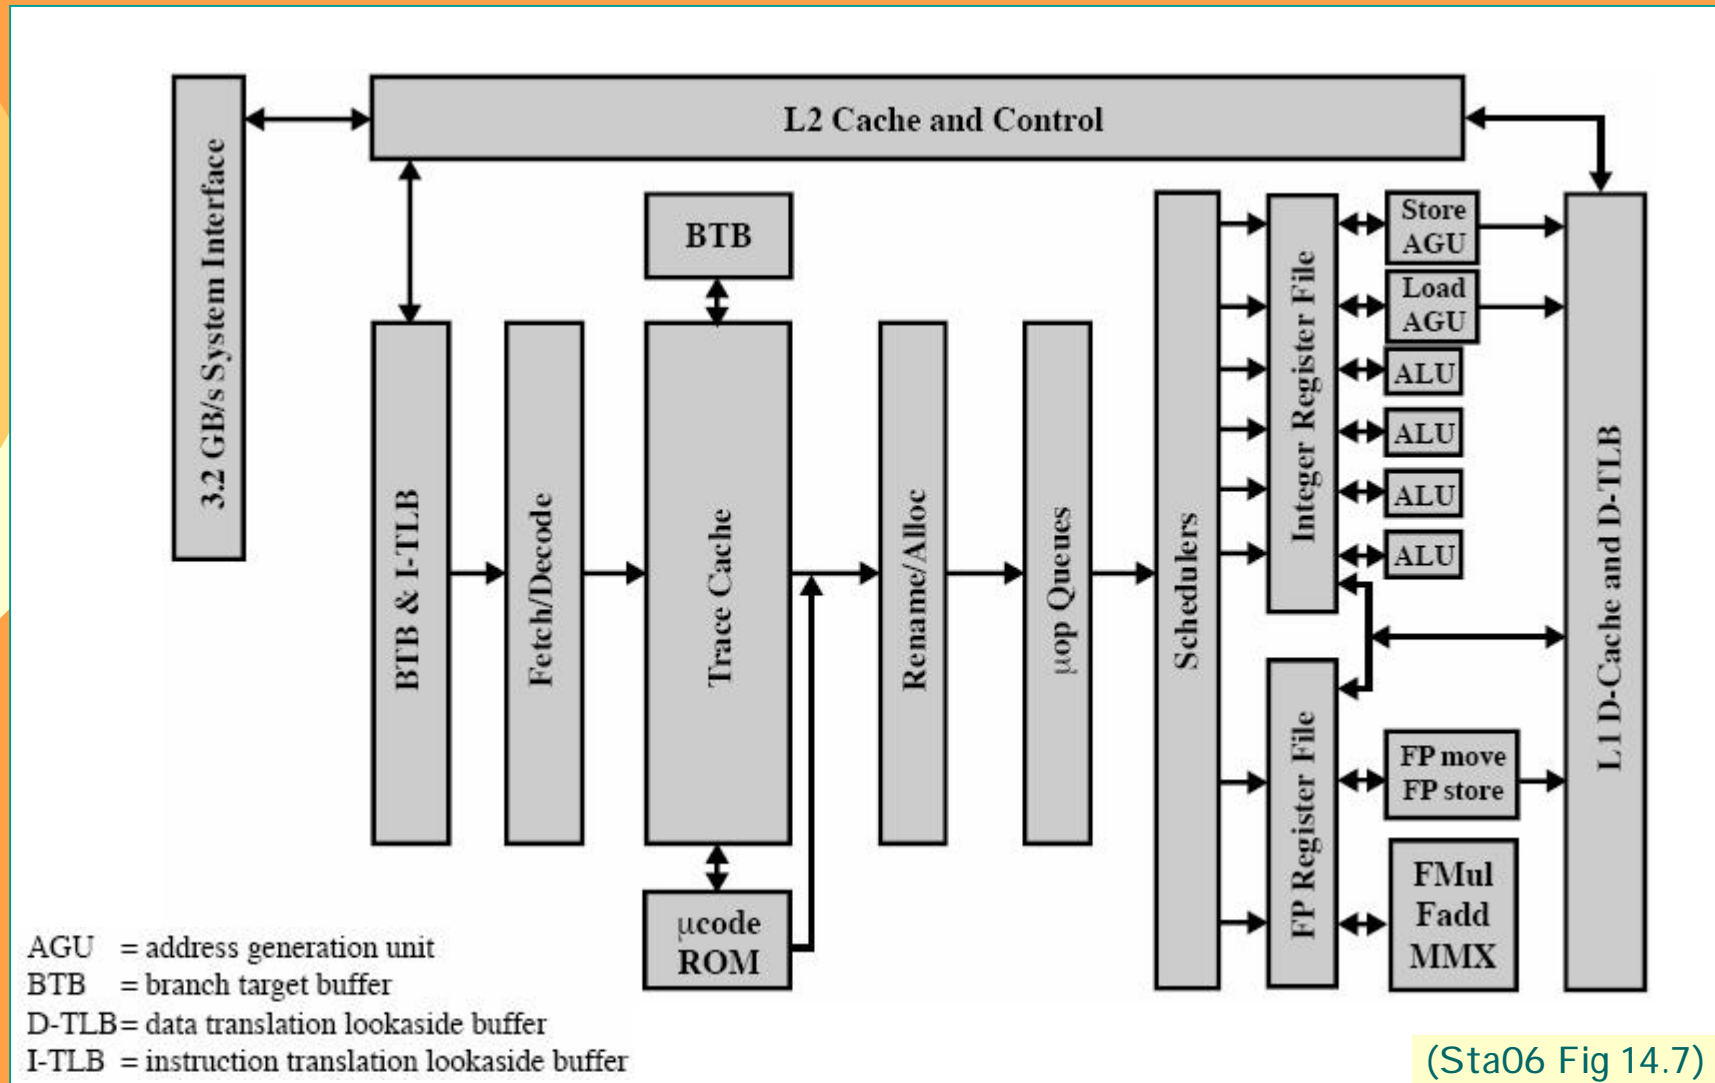 L2 Cache and Control
3.2 GB/s System Interface
BTB
BTB & I-TLB
Fetch/Decode
Trace Cache
µcode
ROM
Rename/Alloc
µop Queues
Schedulers
Integer Register File
FP Register File
Store
AGU
Load
AGU
ALU
ALU
ALU
ALU
FP move
FP store
FMul
Fadd
MMX
L1 D-Cache and D-TLB
AGU = address generation unit
BTB = branch target buffer
D-TLB= data translation lookaside buffer
I-TLB = instruction translation lookaside buffer
(Sta06 Fig 14.7)